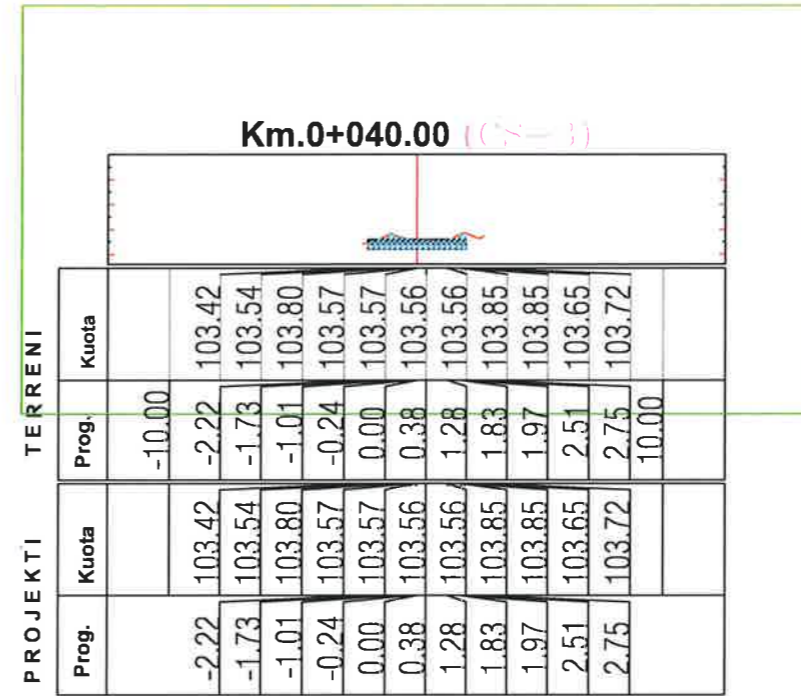 Km.0+040.00
TERRENI
Kuota 103.42 103.54 103.80 103.57 103.57 103.56 103.56 103.85 103.85 103.65 103.72
Prog. -10.00 -2.22 -1.73 -1.01 -0.24 0.00 0.38 1.28 1.83 1.97 2.51 2.75 10.00
PROJEKTI
Kuota 103.42 103.54 103.80 103.57 103.57 103.56 103.56 103.85 103.85 103.65 103.72
Prog. -2.22 -1.73 -1.01 -0.24 0.00 0.38 1.28 1.83 1.97 2.51 2.75